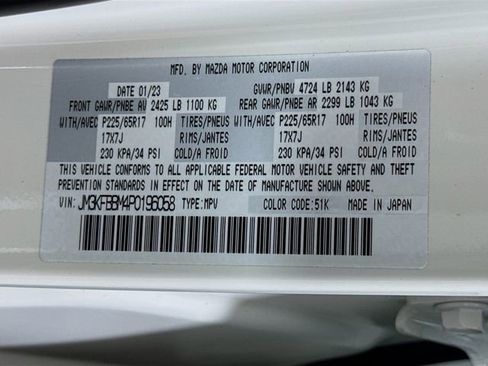 MFD. BY MAZDA MOTOR CORPORATION
DATE 01/23 GVWR/PNBV 4724 LB 2143 KG
FRONT GAWR/PNBE AV 2425 LB 1100 KG REAR GAWR/PNBE AR 2299 LB 1043 KG
WITH/AVEC P225/65R17 100H TIRES/PNEUS WITH/AVEC P225/65R17 100H TIRES/PNEUS
17X7J RIMS/JANTES 17X7J RIMS/JANTES
230 KPA/34 PSI COLD/A FROID 230 KPA/34 PSI COLD/A FROID
THIS VEHICLE CONFORMS TO ALL APPLICABLE FEDERAL MOTOR VEHICLE SAFETY AND THEFT
PREVENTION STANDARDS IN EFFECT ON THE DATE OF MANUFACTURE SHOWN ABOVE.
VIN: JM3KFBBM4P0196058 TYPE: MPV COLOR CODE: 51K MADE IN JAPAN